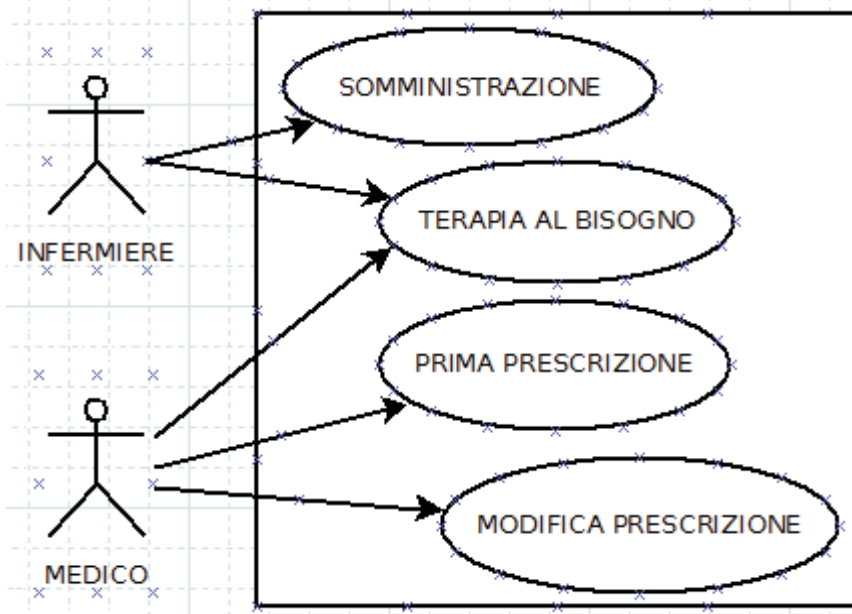 SOMMINISTRAZIONE
TERAPIA AL BISOGNO
INFERMIERE
PRIMA PRESCRIZIONE
MODIFICA PRESCRIZIONE
MEDICO